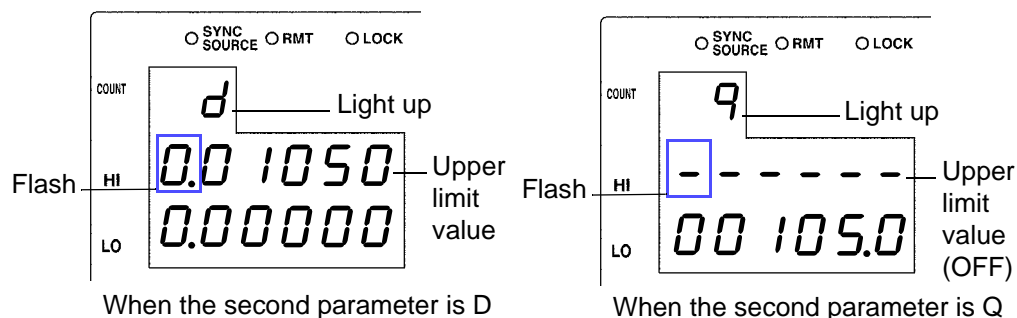 SYNC SOURCE RMT LOCK
COUNT
d
Light up
Flash
HI
0.01050
Upper limit value
LO
0.00000
When the second parameter is D
SYNC SOURCE RMT LOCK
COUNT
q
Light up
Flash
HI
- - - - - -
Upper limit value (OFF)
LO
00105.0
When the second parameter is Q